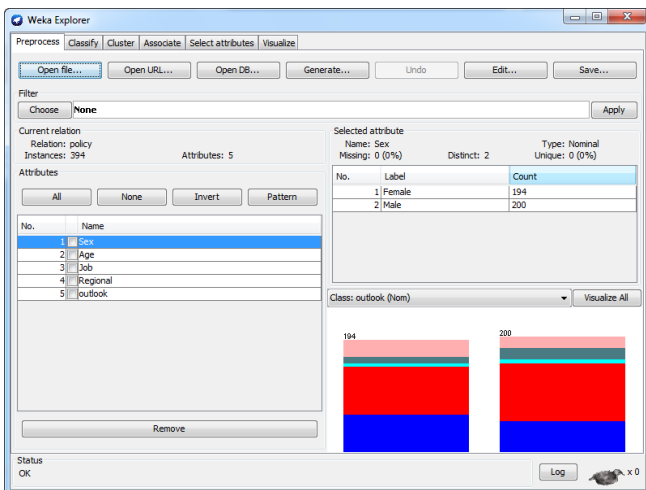 Weka Explorer
Preprocess Classify Cluster Associate Select attributes Visualize
Open file... Open URL... Open DB... Generate... Undo Edit... Save...
Filter
Choose None Apply
Current relation
Relation: policy
Instances: 394 Attributes: 5
Attributes
All None Invert Pattern
No. Name
1 Sex
2 Age
3 Job
4 Regional
5 outlook
Remove
Selected attribute
Name: Sex Type: Nominal
Missing: 0 (0%) Distinct: 2 Unique: 0 (0%)
No. Label Count
1 Female 194
2 Male 200
Class: outlook (Nom) Visualize All
194 200
Status
OK Log x 0